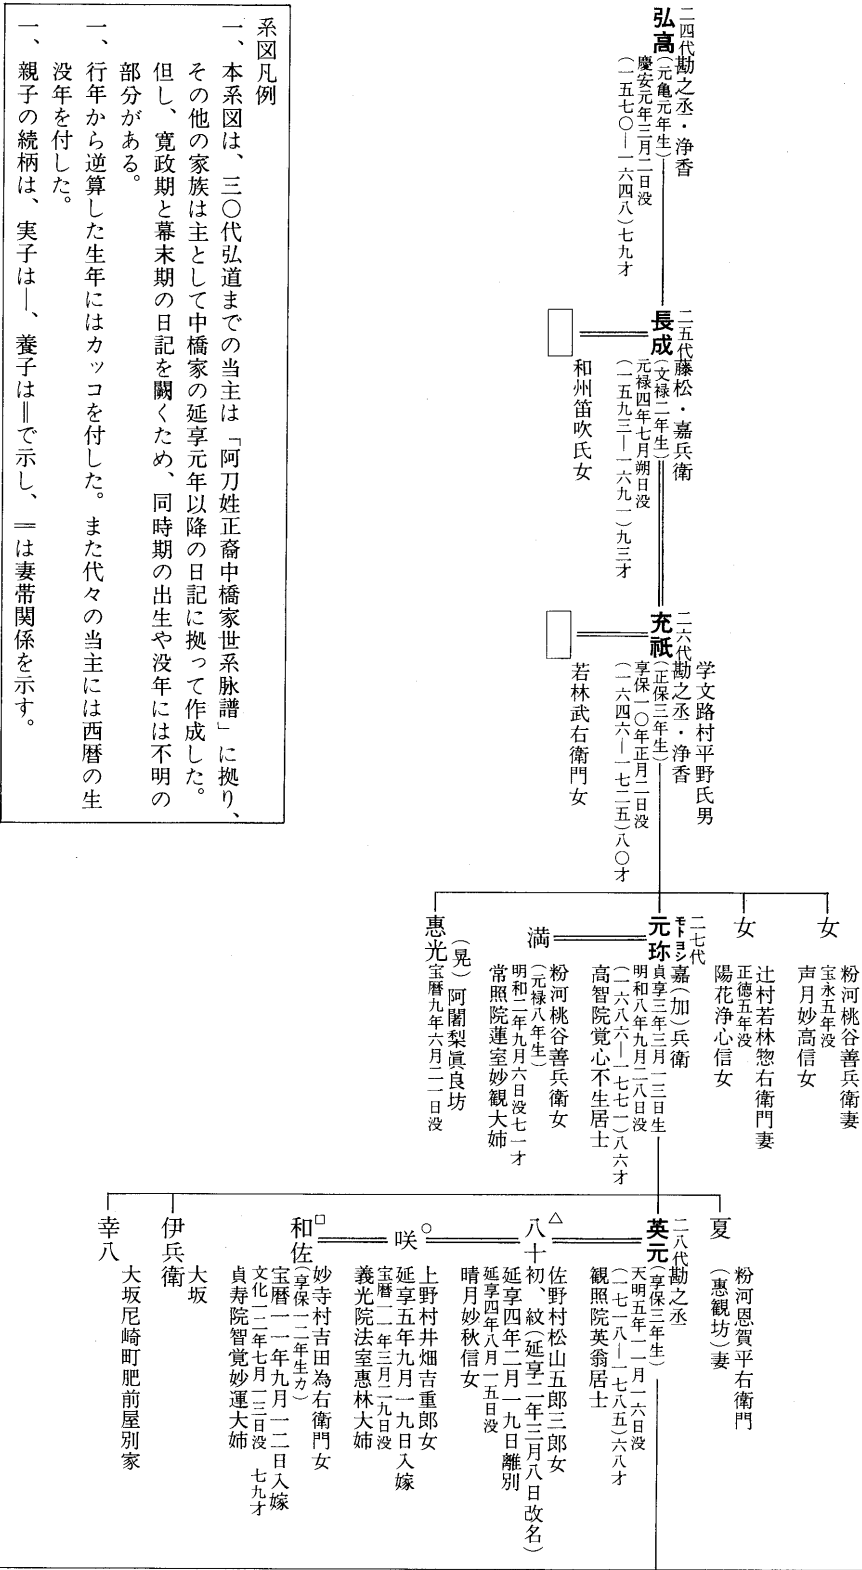 二四代
弘高
勘之丞・浄香
(元亀元年生)
慶安元年三月二日没
(一五七〇―一六四八)七九才
二五代
長成
藤松・嘉兵衛
(文禄二年生)
元禄四年七月朔日没
(一五九三―一六九一)九三才
和州笛吹氏女
二六代
充祇
学文路村平野氏男
勘之丞・浄香
(正保三年生)
享保一〇年正月二日没
(一六四六―一七二五)八〇才
若林武右衛門女
女
粉河桃谷善兵衛妻
宝永五年没
声月妙高信女
女
辻村若林惣右衛門妻
正徳五年没
陽花浄心信女
二七代
モトヨシ
元珎
嘉(加)兵衛
貞享三年三月一三日生
明和八年九月二八日没
(一六八六―一七七一)八六才
高智院覚心不生居士
満
粉河桃谷善兵衛女
(元禄八年生)
明和二年九月六日没七一才
常照院蓮室妙観大姉
惠光
(晃)阿闍梨眞良坊
宝暦九年六月二一日没
夏
粉河恩賀平右衛門
(惠観坊)妻
二八代
英元
勘之丞
(享保三年生)
天明五年一一月一六日没
(一七一八―一七八五)六八才
観照院英翁居士
△
八十
佐野村松山五郎三郎女
初、紋(延享二年三月八日改名)
延享四年二月一九日離別
延享四年八月一五日没
晴月妙秋信女
○
咲
上野村井畑吉重郎女
延享五年九月一九日入嫁
宝暦一一年三月二九日没
義光院法室惠林大姉
□
和佐
妙寺村吉田為右衛門女
(享保一二年生カ)
宝暦一一年九月一二日入嫁
文化一二年七月一三日没 七九才
貞寿院智覚妙運大姉
伊兵衛
大坂
幸八
大坂尼崎町肥前屋別家
系図凡例
一、本系図は、三〇代弘道までの当主は「阿刀姓正裔中橋家世系脉譜」に拠り、
その他の家族は主として中橋家の延享元年以降の日記に拠って作成した。
但し、寛政期と幕末期の日記を闕くため、同時期の出生や没年には不明の
部分がある。
一、行年から逆算した生年にはカッコを付した。また代々の当主には西暦の生
没年を付した。
一、親子の続柄は、実子は―、養子は‖で示し、＝は妻帯関係を示す。